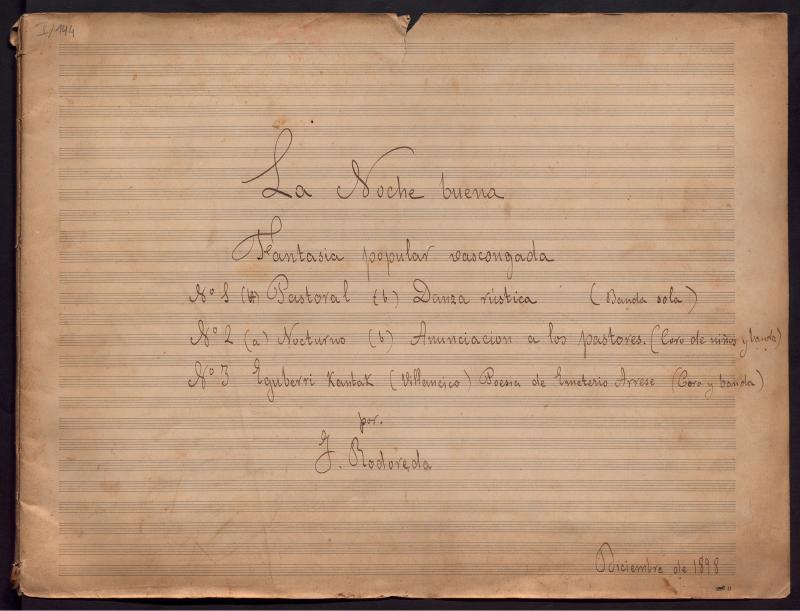 I/144
La Noche buena
Fantasia popular vascongada
Nº 1 (a) Pastoral (b) Danza rústica (Banda sola)
Nº 2 (a) Nocturno (b) Anunciacion a los pastores. (Coro de niños y banda)
Nº 3 Eguberri Kantak (Villancico) Poesia de Emeterio Arrese (Coro y banda)
por.
J. Rodoreda
Diciembre de 1898